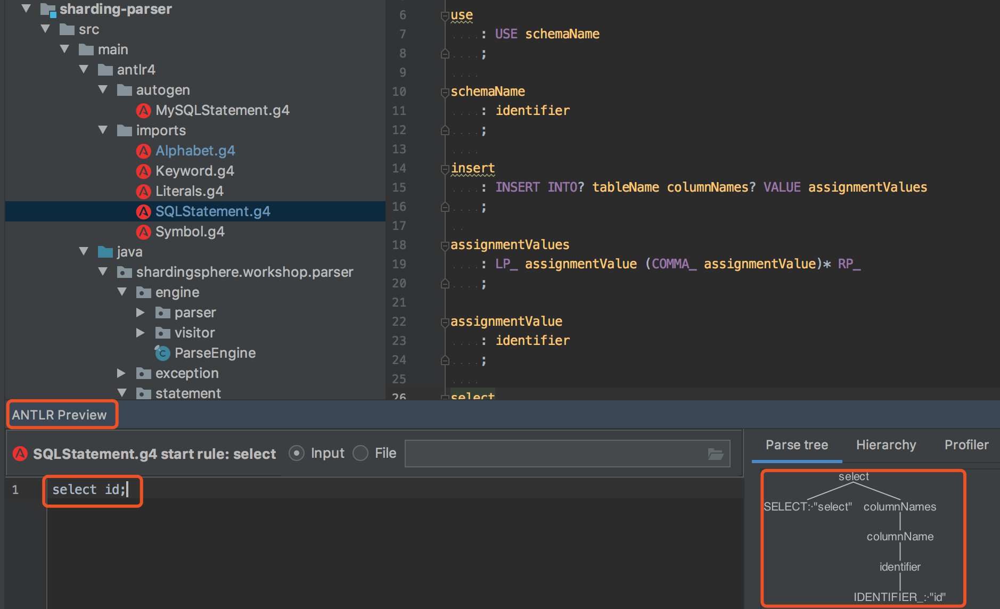 sharding-parser
src
main
antlr4
autogen
MySQLStatement.g4
imports
Alphabet.g4
Keyword.g4
Literals.g4
SQLStatement.g4
Symbol.g4
java
shardingsphere.workshop.parser
engine
parser
visitor
ParseEngine
exception
statement
6 use
7 : USE schemaName
8 ;
9
10 schemaName
11 : identifier
12 ;
13
14 insert
15 : INSERT INTO? tableName columnNames? VALUE assignmentValues
16 ;
17
18 assignmentValues
19 : LP_ assignmentValue (COMMA_ assignmentValue)* RP_
20 ;
21
22 assignmentValue
23 : identifier
24 ;
25
26 select
ANTLR Preview
SQLStatement.g4 start rule: select Input File
1 select id;
Parse tree Hierarchy Profiler
select
SELECT:·"select" columnNames
columnName
identifier
IDENTIFIER_:·"id"